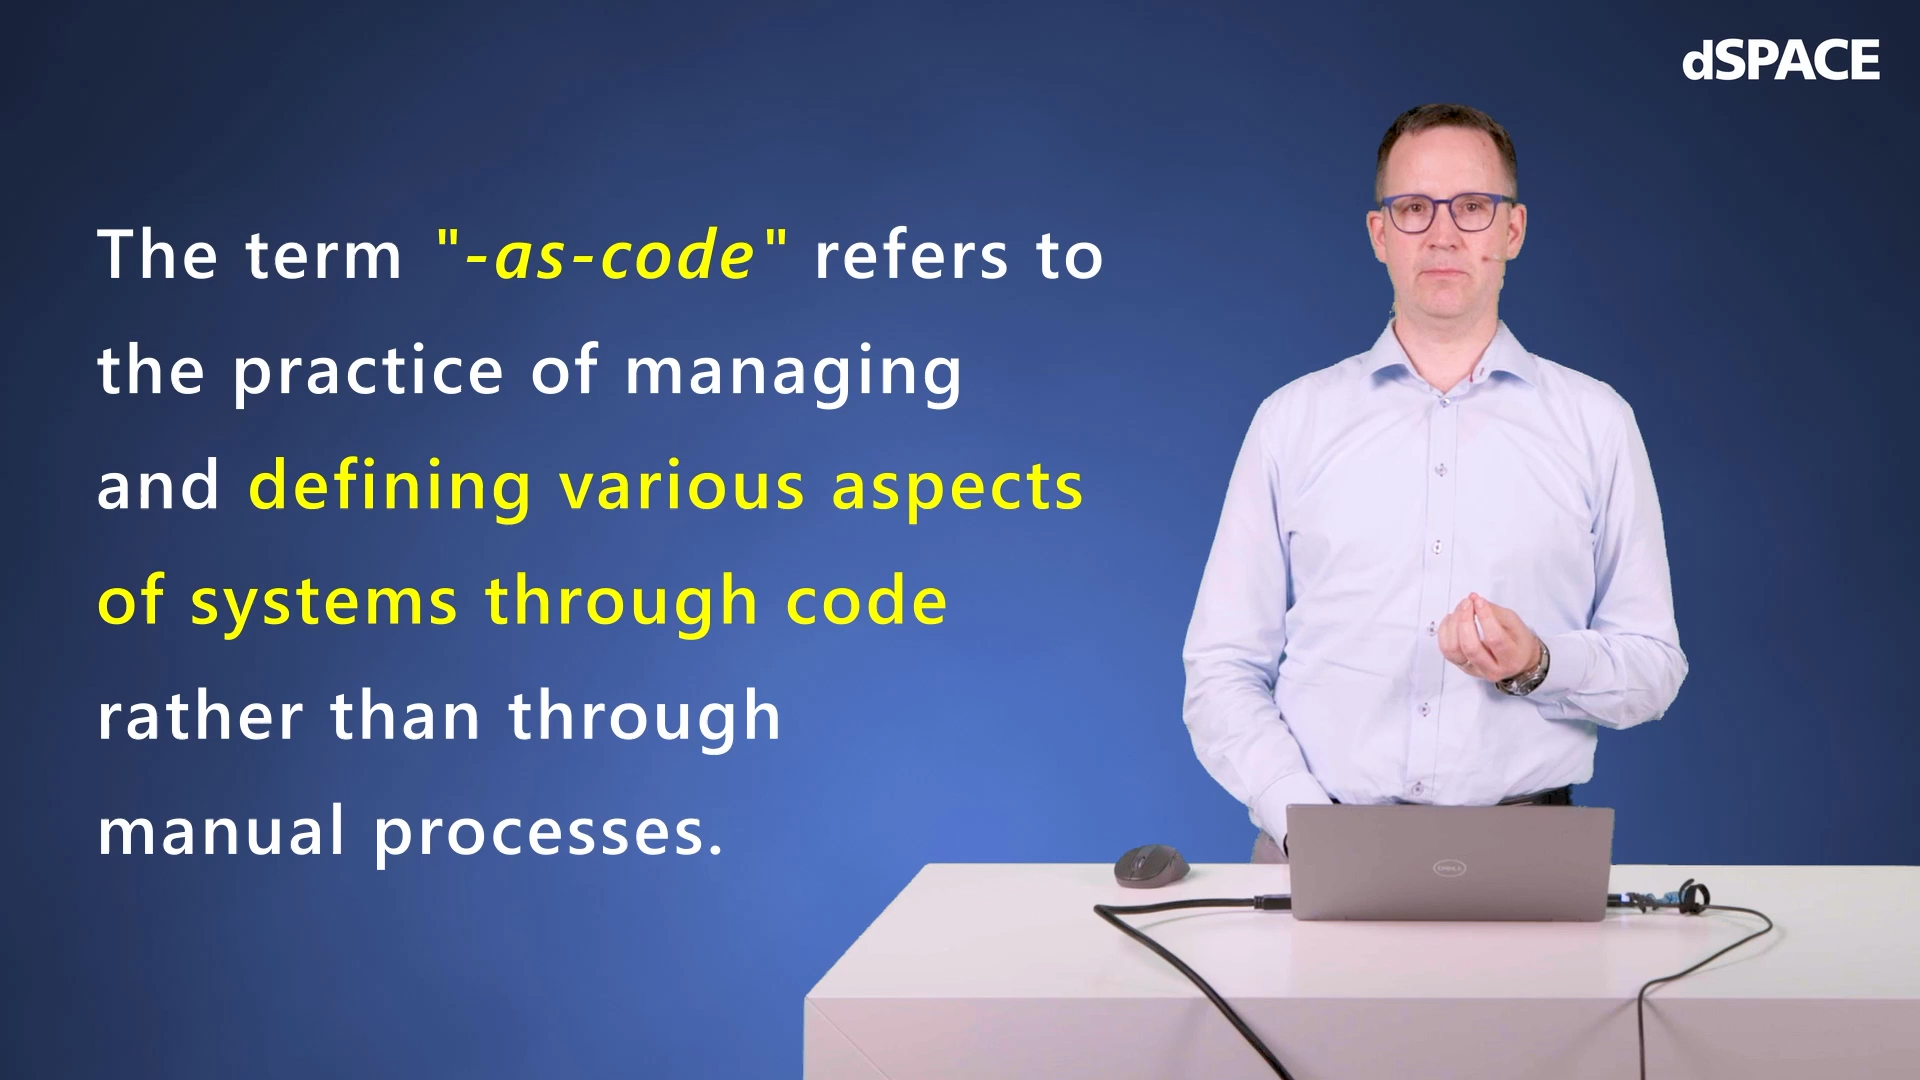 dSPACE
The term "-as-code" refers to
the practice of managing
and defining various aspects
of systems through code
rather than through
manual processes.
DELL